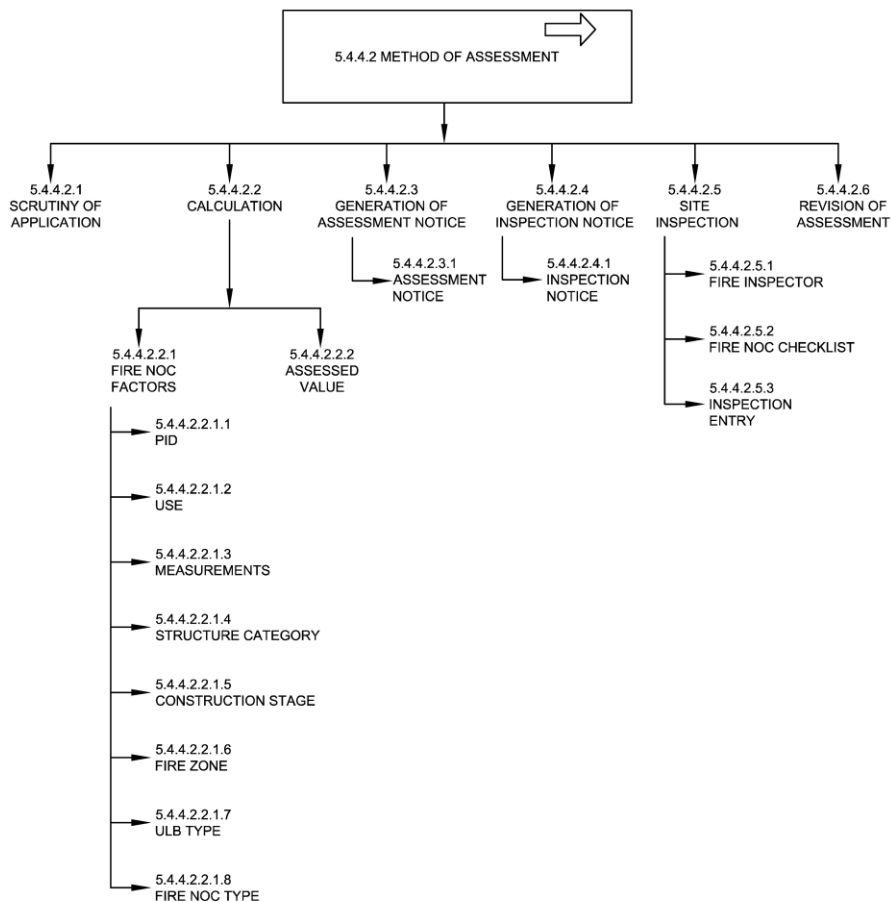 5.4.4.2 METHOD OF ASSESSMENT
5.4.4.2.1
SCRUTINY OF
APPLICATION
5.4.4.2.2
CALCULATION
5.4.4.2.3
GENERATION OF
ASSESSMENT NOTICE
5.4.4.2.4
GENERATION OF
INSPECTION NOTICE
5.4.4.2.5
SITE
INSPECTION
5.4.4.2.6
REVISION OF
ASSESSMENT
5.4.4.2.3.1
ASSESSMENT
NOTICE
5.4.4.2.4.1
INSPECTION
NOTICE
5.4.4.2.5.1
FIRE INSPECTOR
5.4.4.2.5.2
FIRE NOC CHECKLIST
5.4.4.2.5.3
INSPECTION
ENTRY
5.4.4.2.2.1
FIRE NOC
FACTORS
5.4.4.2.2.2
ASSESSED
VALUE
5.4.4.2.2.1.1
PID
5.4.4.2.2.1.2
USE
5.4.4.2.2.1.3
MEASUREMENTS
5.4.4.2.2.1.4
STRUCTURE CATEGORY
5.4.4.2.2.1.5
CONSTRUCTION STAGE
5.4.4.2.2.1.6
FIRE ZONE
5.4.4.2.2.1.7
ULB TYPE
5.4.4.2.2.1.8
FIRE NOC TYPE